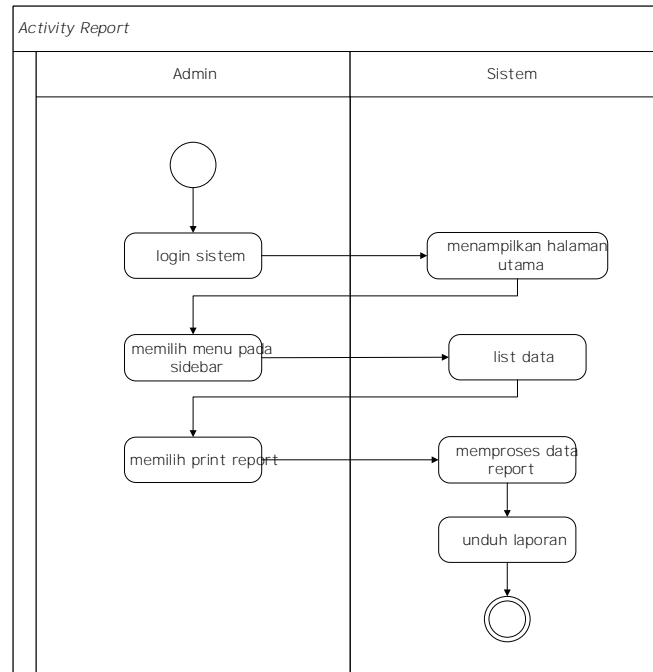 Activity Report
Admin
Sistem
login sistem
menampilkan halaman
utama
memilih menu pada
sidebar
list data
memilih print report
memproses data
report
unduh laporan